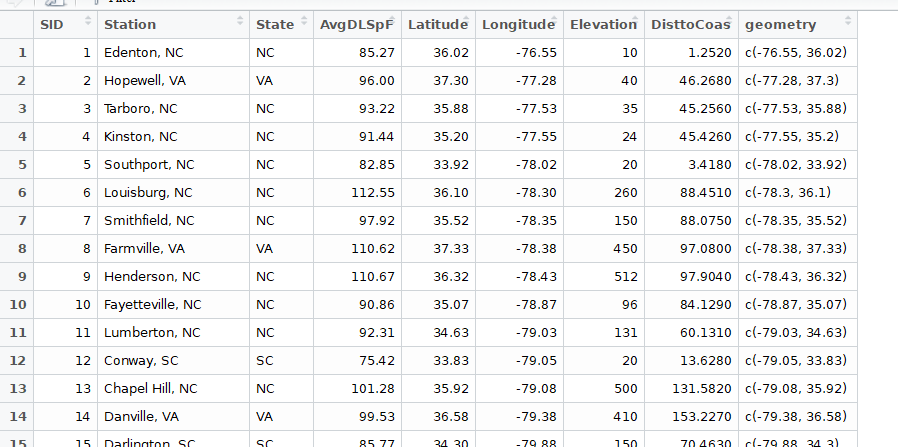 SID Station State AvgDLSpF Latitude Longitude Elevation DisttoCoas geometry
1 1 Edenton, NC NC 85.27 36.02 -76.55 10 1.2520 c(-76.55, 36.02)
2 2 Hopewell, VA VA 96.00 37.30 -77.28 40 46.2680 c(-77.28, 37.3)
3 3 Tarboro, NC NC 93.22 35.88 -77.53 35 45.2560 c(-77.53, 35.88)
4 4 Kinston, NC NC 91.44 35.20 -77.55 24 45.4260 c(-77.55, 35.2)
5 5 Southport, NC NC 82.85 33.92 -78.02 20 3.4180 c(-78.02, 33.92)
6 6 Louisburg, NC NC 112.55 36.10 -78.30 260 88.4510 c(-78.3, 36.1)
7 7 Smithfield, NC NC 97.92 35.52 -78.35 150 88.0750 c(-78.35, 35.52)
8 8 Farmville, VA VA 110.62 37.33 -78.38 450 97.0800 c(-78.38, 37.33)
9 9 Henderson, NC NC 110.67 36.32 -78.43 512 97.9040 c(-78.43, 36.32)
10 10 Fayetteville, NC NC 90.86 35.07 -78.87 96 84.1290 c(-78.87, 35.07)
11 11 Lumberton, NC NC 92.31 34.63 -79.03 131 60.1310 c(-79.03, 34.63)
12 12 Conway, SC SC 75.42 33.83 -79.05 20 13.6280 c(-79.05, 33.83)
13 13 Chapel Hill, NC NC 101.28 35.92 -79.08 500 131.5820 c(-79.08, 35.92)
14 14 Danville, VA VA 99.53 36.58 -79.38 410 153.2270 c(-79.38, 36.58)
15 15 Darlington, SC SC 85.77 34.30 -79.88 150 70.4630 c(-79.88, 34.3)